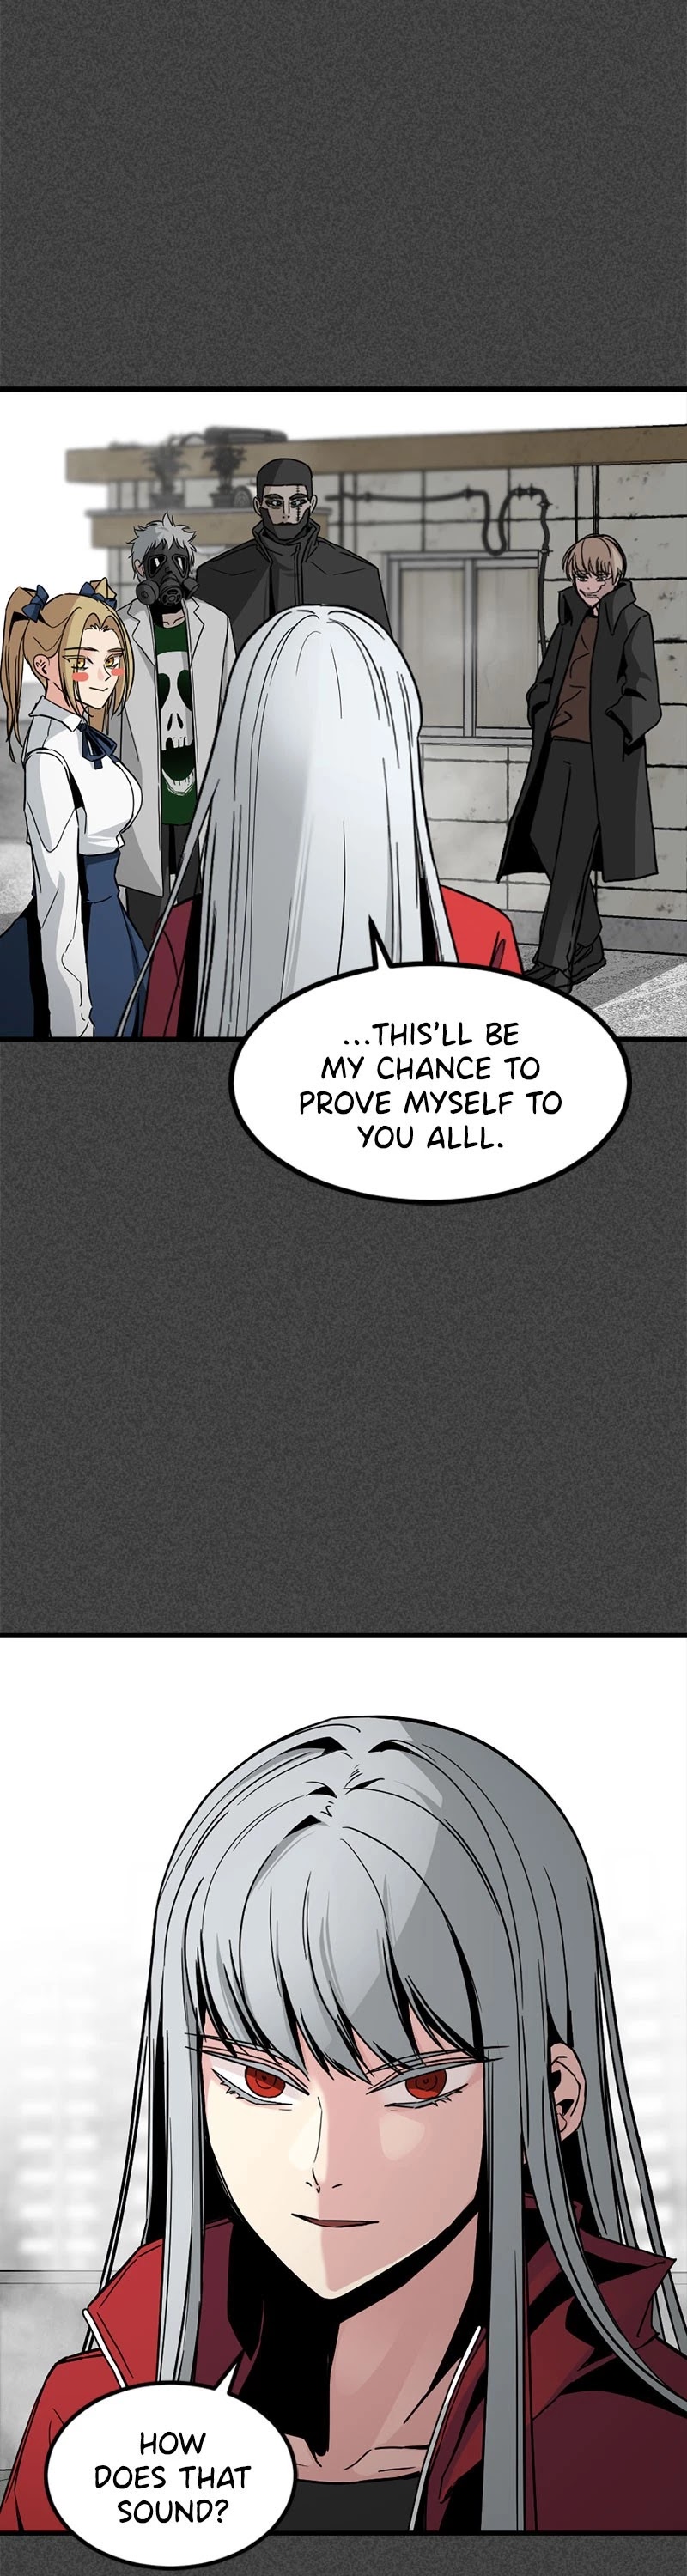 ...THIS'LL BE
MY CHANCE TO
PROVE MYSELF TO
YOU ALLL.
HOW
DOES THAT
SOUND?